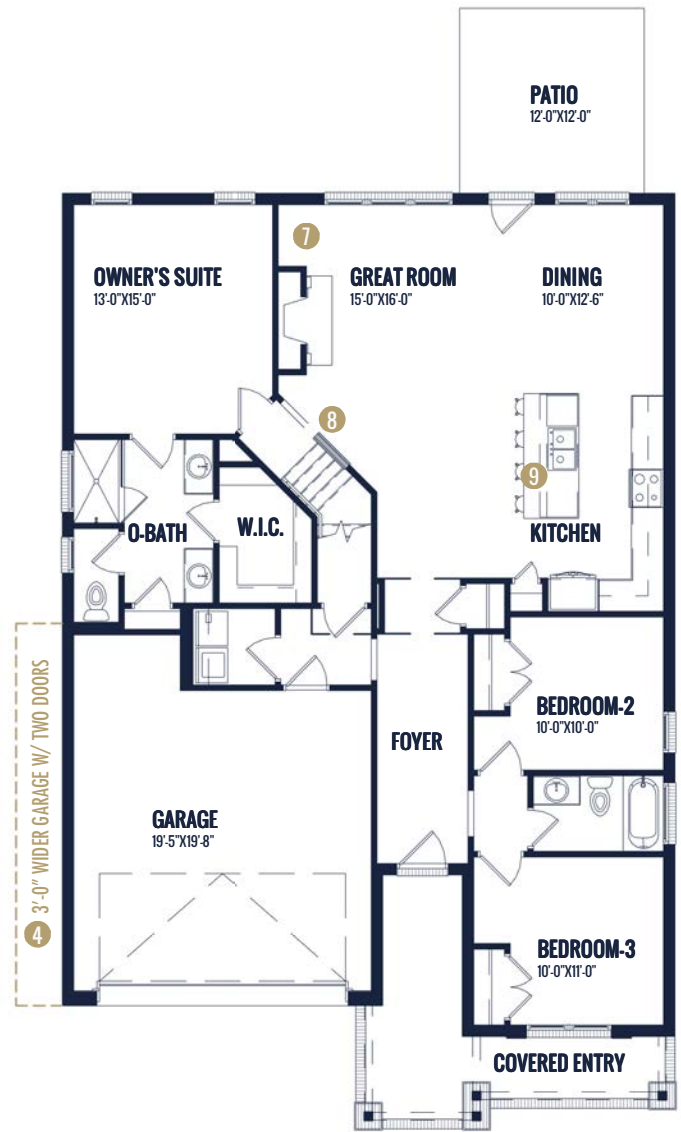 PATIO
12'-0"X12'-0"
7
OWNER'S SUITE
13'-0"X15'-0"
GREAT ROOM
15'-0"X16'-0"
DINING
10'-0"X12'-6"
8
9
O-BATH
W.I.C.
KITCHEN
4 3'-0" WIDER GARAGE W/ TWO DOORS
BEDROOM-2
10'-0"X10'-0"
FOYER
GARAGE
19'-5"X19'-8"
BEDROOM-3
10'-0"X11'-0"
COVERED ENTRY